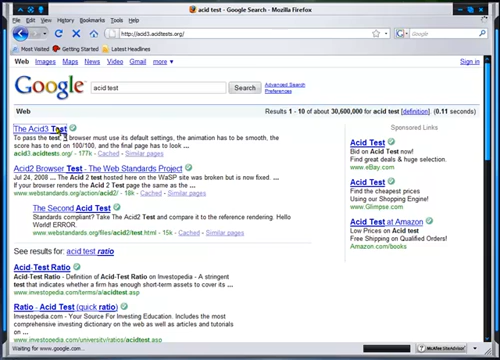 acid test - Google Search - Mozilla Firefox
File Edit View History Bookmarks Tools Help
http://acid3.acidtests.org/
Google
Most Visited Getting Started Latest Headlines
Web Images Maps News Video Gmail more ▼ Sign in
Google acid test Search Advanced Search
Preferences
Web Results 1 - 10 of about 30,600,000 for acid test [definition]. (0.11 seconds)
The Acid3 Test
To pass the test, browser must use its default settings, the animation has to be smooth, the
score has to end on 100/100, and the final page has to look ...
acid3.acidtests.org/ - 177k - Cached - Similar pages
Acid2 Browser Test - The Web Standards Project
Jul 24, 2008 ... The Acid 2 test hosted here on the WaSP site was broken but is now fixed. ...
If your browser renders the Acid 2 page the same as the ...
www.webstandards.org/action/acid2/ - 18k - Cached - Similar pages
The Second Acid Test
Standards compliant? Take The Acid2 Test and compare it to the reference rendering. Hello
World! ERROR.
www.webstandards.org/files/acid2/test.html - 15k - Cached - Similar pages
See results for: acid test ratio
Acid-Test Ratio
Acid-Test Ratio - Definition of Acid-Test Ratio on Investopedia - A stringent
test that indicates whether a firm has enough short-term assets to cover its ...
www.investopedia.com/terms/a/acidtest.asp
Ratio - Acid Test (quick ratio)
Investopedia.com - Your Source For Investing Education. Includes the most
comprehensive investing dictionary on the web as well as articles and tutorials
on ...
www.investopedia.com/university/ratios/acidtest.asp
Sponsored Links
Acid Test
Bid on Acid Test now!
Find great deals & huge selection.
www.eBay.com
Acid Test
Find the cheapest prices
Using our Shopping Engine!
www.Glimpse.com
Acid Test at Amazon
Low Prices on Acid test
Free Shipping on Qualified Orders!
Amazon.com/books
Waiting for www.google.com...
McAfee SiteAdvisor